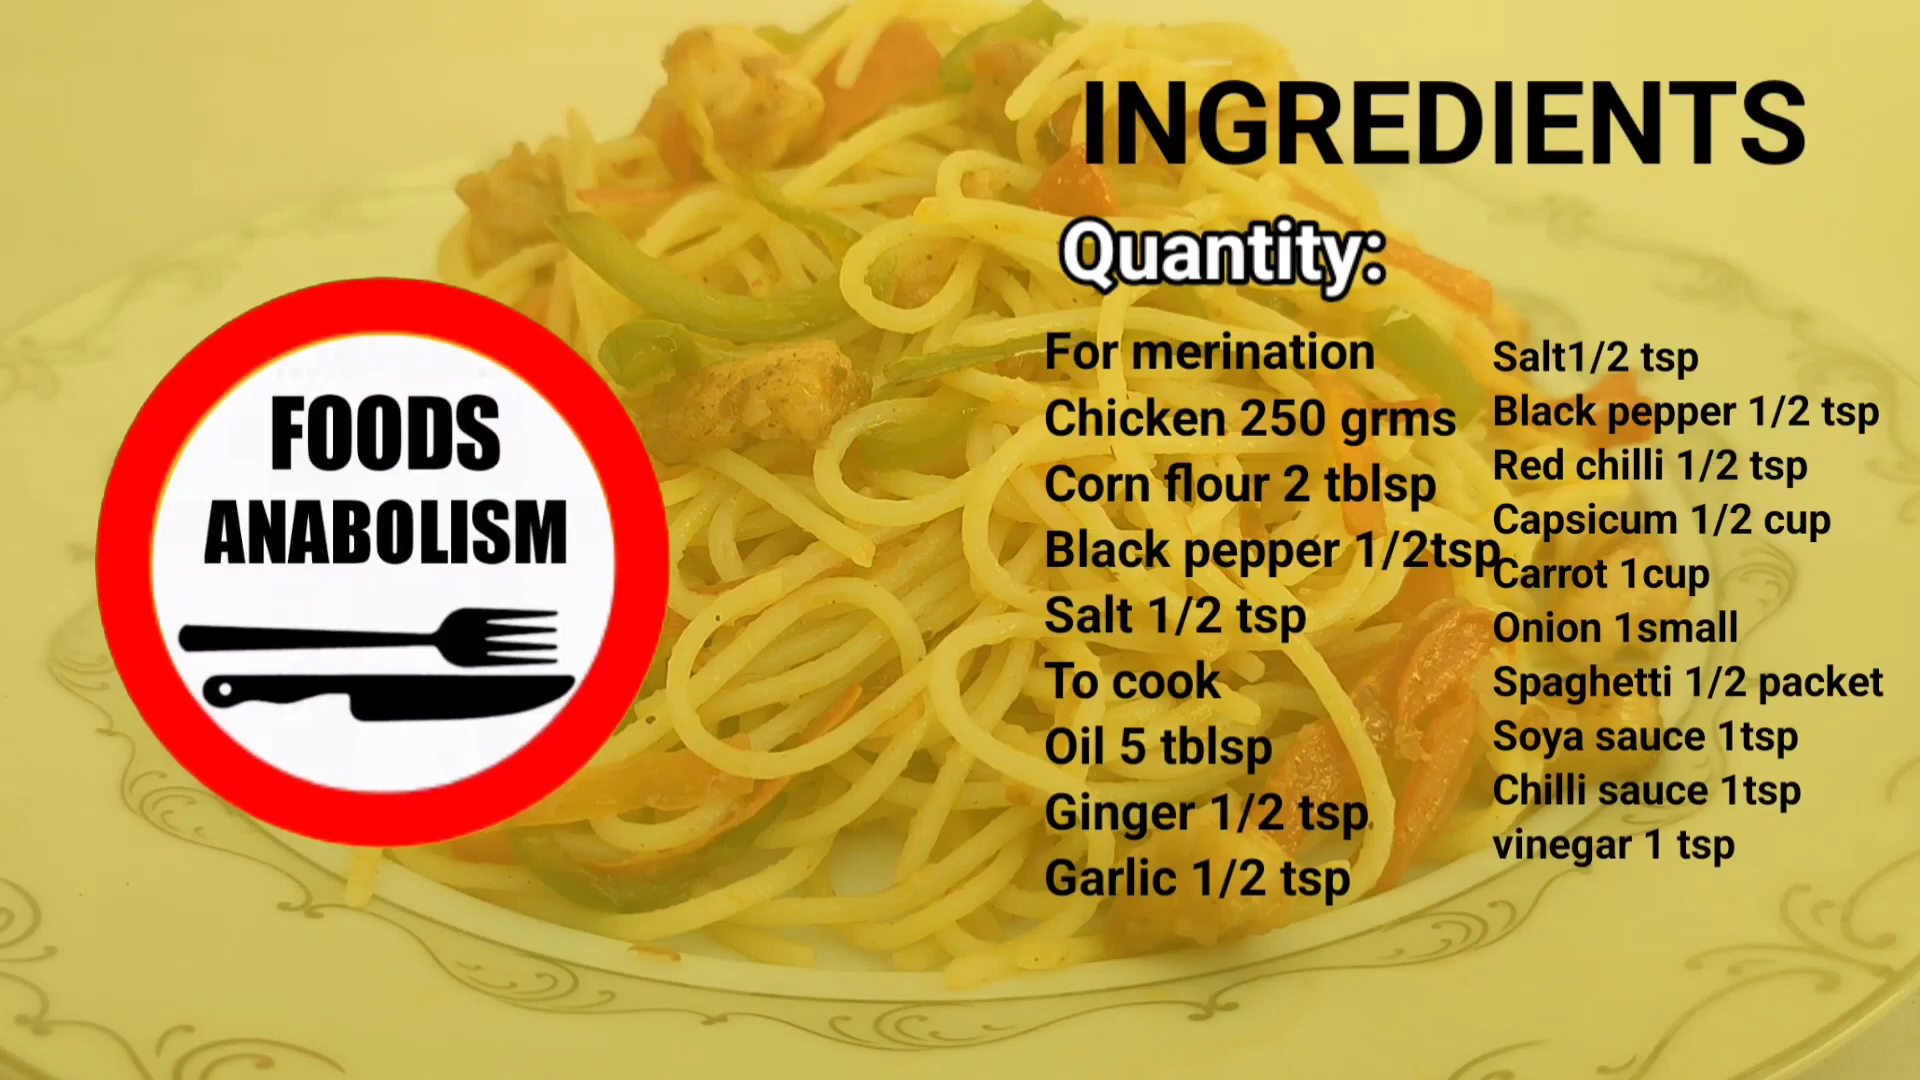 FOODS
ANABOLISM
INGREDIENTS
Quantity:
For merination
Chicken 250 grms
Corn flour 2 tblsp
Black pepper 1/2tsp
Salt 1/2 tsp
To cook
Oil 5 tblsp
Ginger 1/2 tsp
Garlic 1/2 tsp
Salt1/2 tsp
Black pepper 1/2 tsp
Red chilli 1/2 tsp
Capsicum 1/2 cup
Carrot 1cup
Onion 1small
Spaghetti 1/2 packet
Soya sauce 1tsp
Chilli sauce 1tsp
vinegar 1 tsp